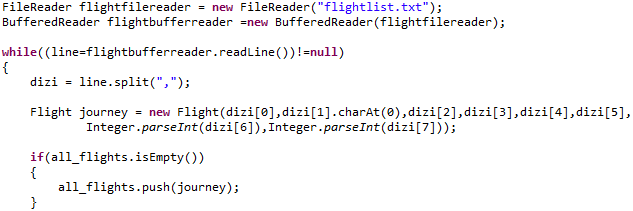 FileReader flightfilereader = new FileReader("flightlist.txt");
BufferedReader flightbufferreader =new BufferedReader(flightfilereader);
while((line=flightbufferreader.readLine())!=null)
{
dizi = line.split(",");
Flight journey = new Flight(dizi[0],dizi[1].charAt(0),dizi[2],dizi[3],dizi[4],dizi[5],
Integer.parseInt(dizi[6]),Integer.parseInt(dizi[7]));
if(all_flights.isEmpty())
{
all_flights.push(journey);
}